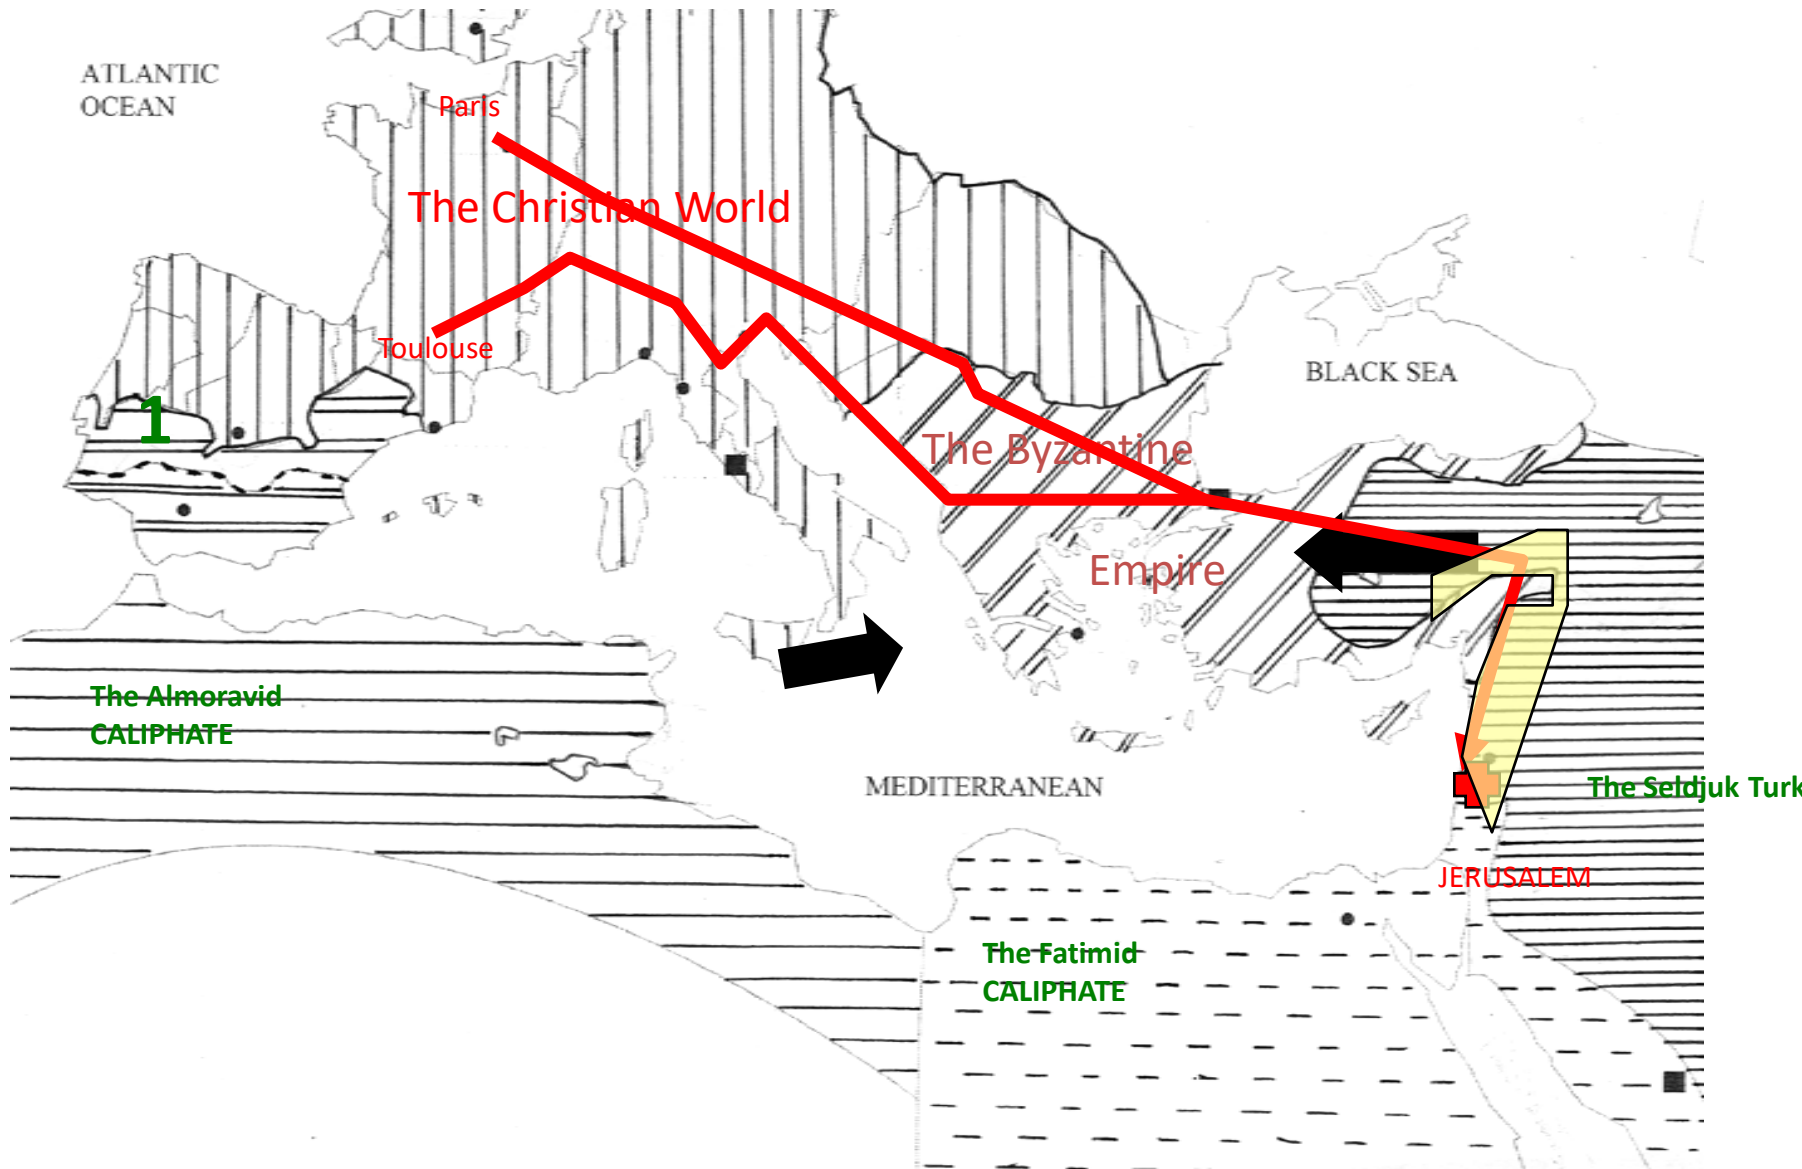 ATLANTIC
OCEAN
Paris
The Christian World
Toulouse
BLACK SEA
1
The Byzantine
Empire
The Almoravid
CALIPHATE
MEDITERRANEAN
The Seldjuk Turk
JERUSALEM
The Fatimid
CALIPHATE